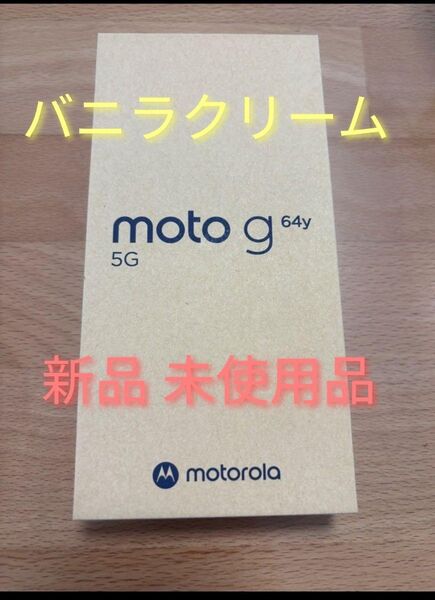 バニラクリーム
moto g 64y
5G
新品 未使用品
motorola